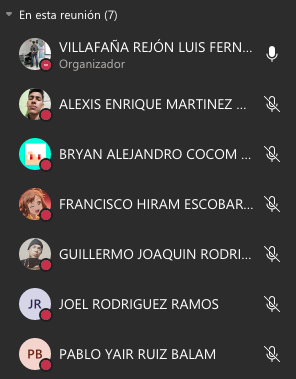 En esta reunión (7)
VILLAFAÑA REJÓN LUIS FERN...
Organizador
ALEXIS ENRIQUE MARTINEZ ...
BRYAN ALEJANDRO COCOM ...
FRANCISCO HIRAM ESCOBAR...
GUILLERMO JOAQUIN RODRI...
JR JOEL RODRIGUEZ RAMOS
PB PABLO YAIR RUIZ BALAM